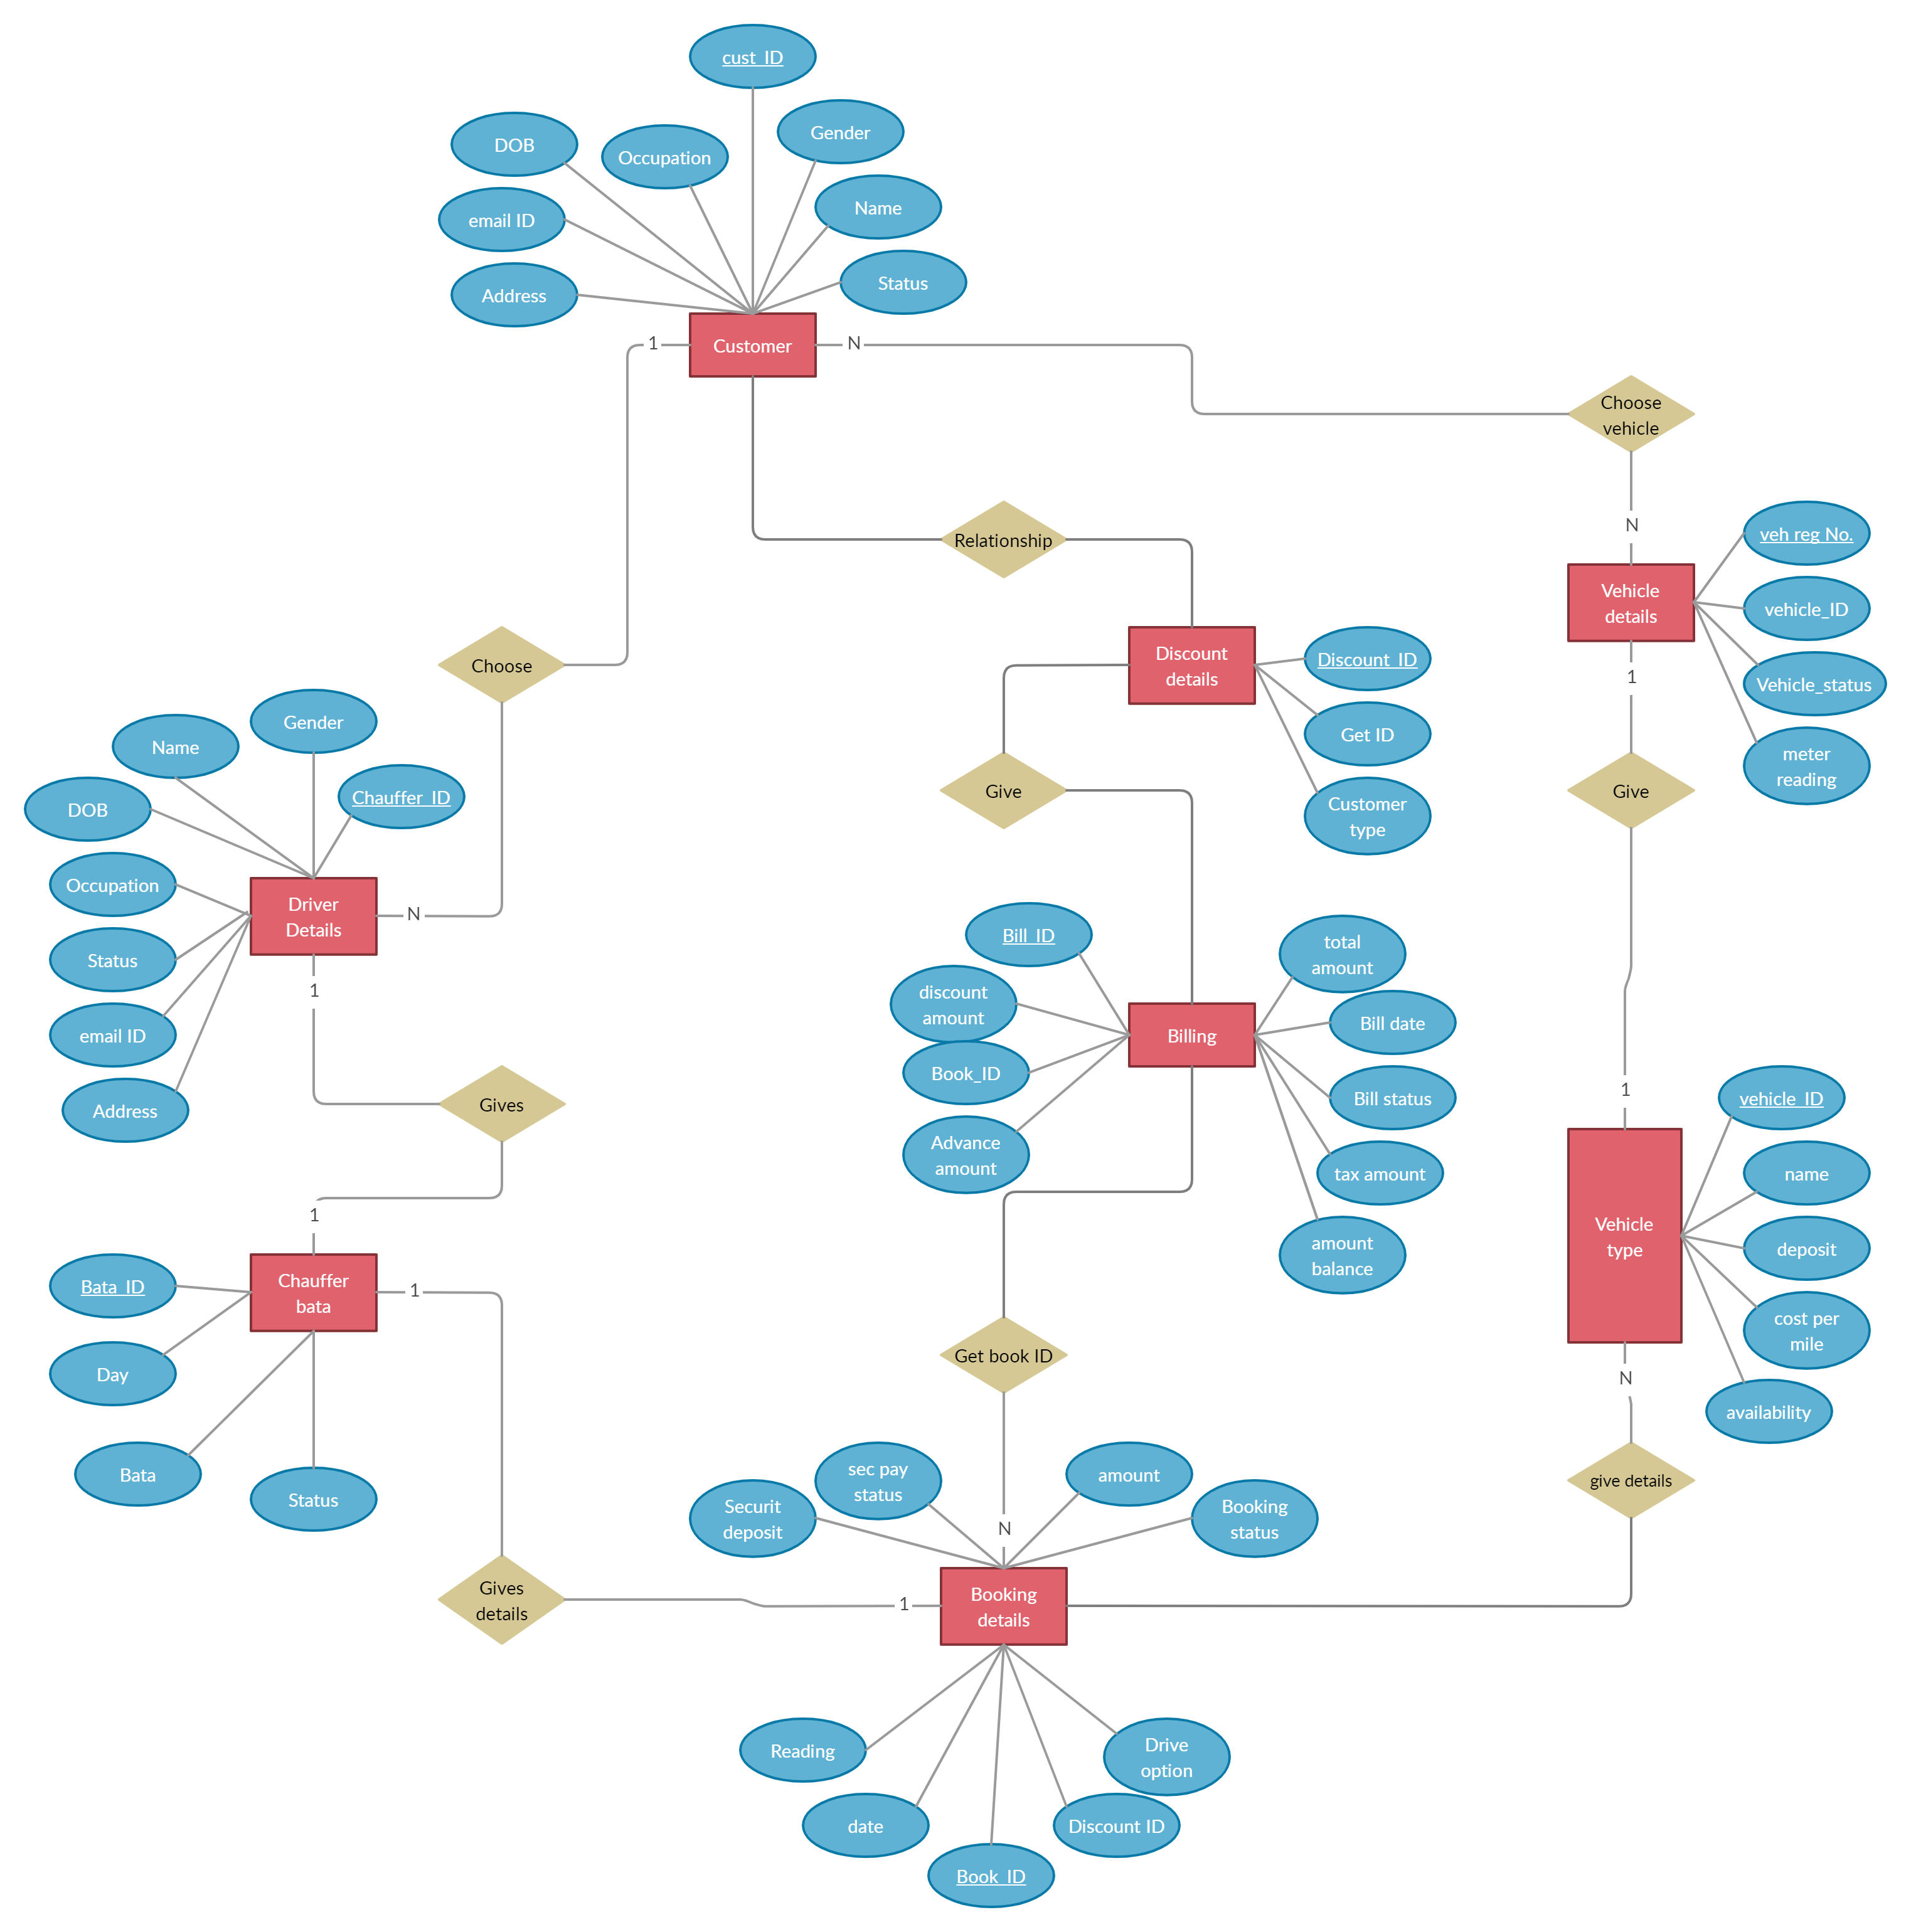 cust_ID
Gender
DOB
Occupation
Name
email ID
Status
Address
1
Customer
N
Choose
vehicle
N
Relationship
veh reg No.
Vehicle
details
vehicle_ID
Vehicle_status
meter
reading
1
Choose
Discount
details
Discount_ID
Get ID
Customer
type
Give
Give
Gender
Name
Chauffer_ID
DOB
Occupation
Driver
Details
N
Status
email ID
Address
1
Bill_ID
discount
amount
Book_ID
Advance
amount
Billing
total
amount
Bill date
Bill status
tax amount
amount
balance
1
vehicle_ID
name
Vehicle
type
deposit
cost per
mile
availability
N
Gives
1
Bata_ID
Chauffer
bata
1
Day
Bata
Status
Get book ID
give details
sec pay
status
amount
Securit
deposit
Booking
status
N
Gives
details
1
Booking
details
Reading
Drive
option
date
Discount ID
Book_ID